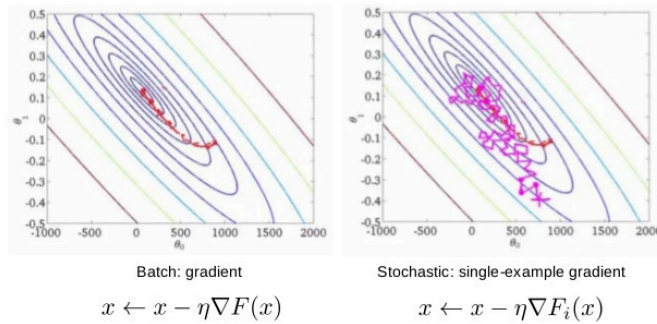 0.5
0.4
0.3
0.2
0.1
0
-0.1
-0.2
-0.3
-0.4
-0.5
θ₁
-1000 -500 0 500 1000 1500 2000
θ₀
Batch: gradient
x ← x − η∇F(x)
0.5
0.4
0.3
0.2
0.1
0
-0.1
-0.2
-0.3
-0.4
-0.5
θ₁
-1000 -500 0 500 1000 1500 2000
θ₀
Stochastic: single-example gradient
x ← x − η∇Fᵢ(x)